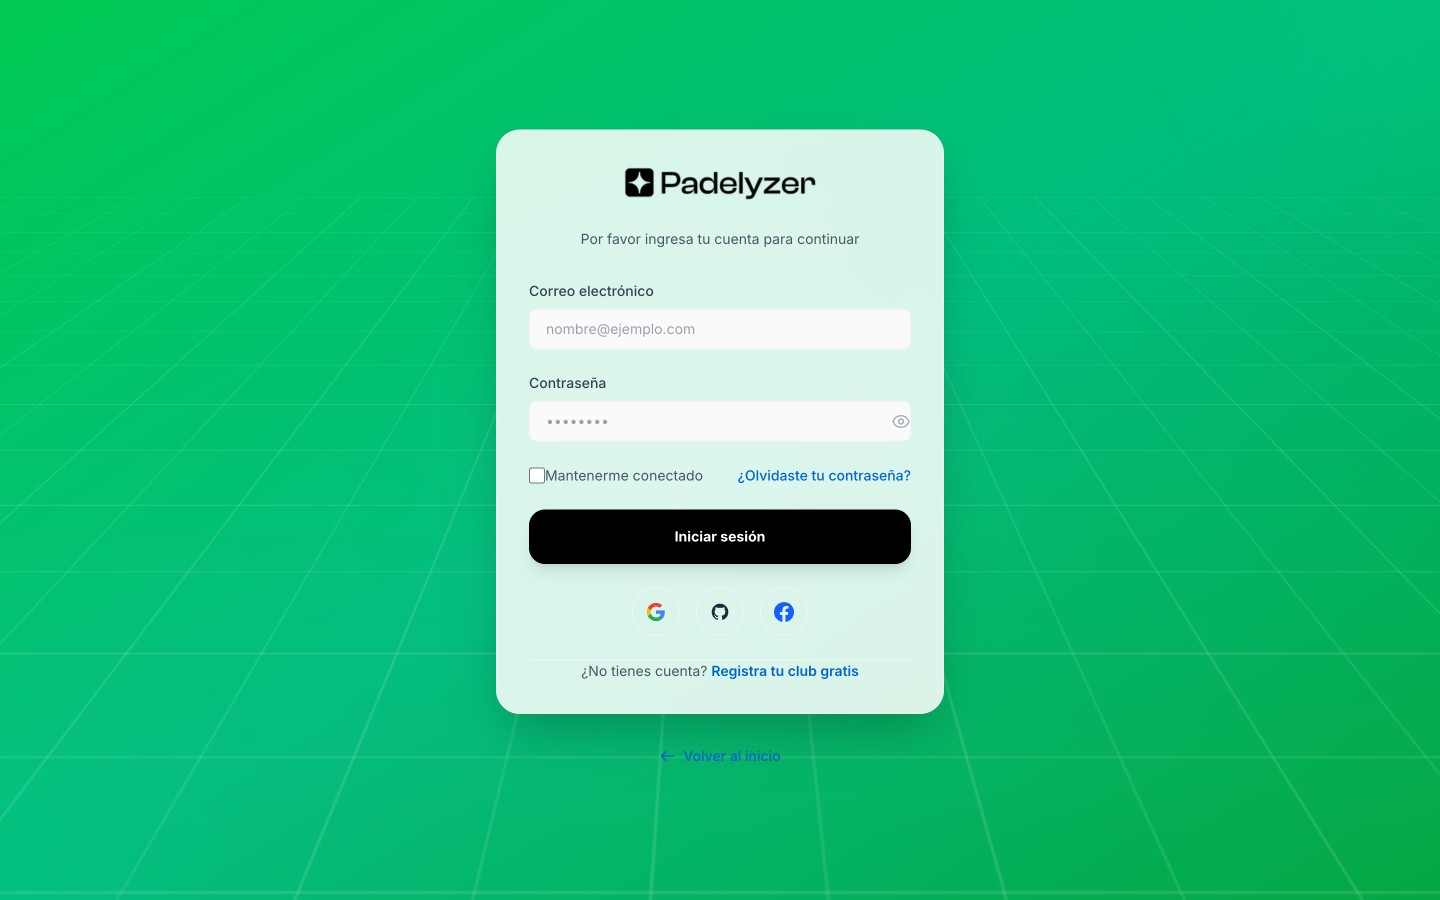 Padelyzer
Por favor ingresa tu cuenta para continuar
Correo electrónico
nombre@ejemplo.com
Contraseña
••••••••
Mantenerme conectado
¿Olvidaste tu contraseña?
Iniciar sesión
¿No tienes cuenta? Registra tu club gratis
← Volver al inicio